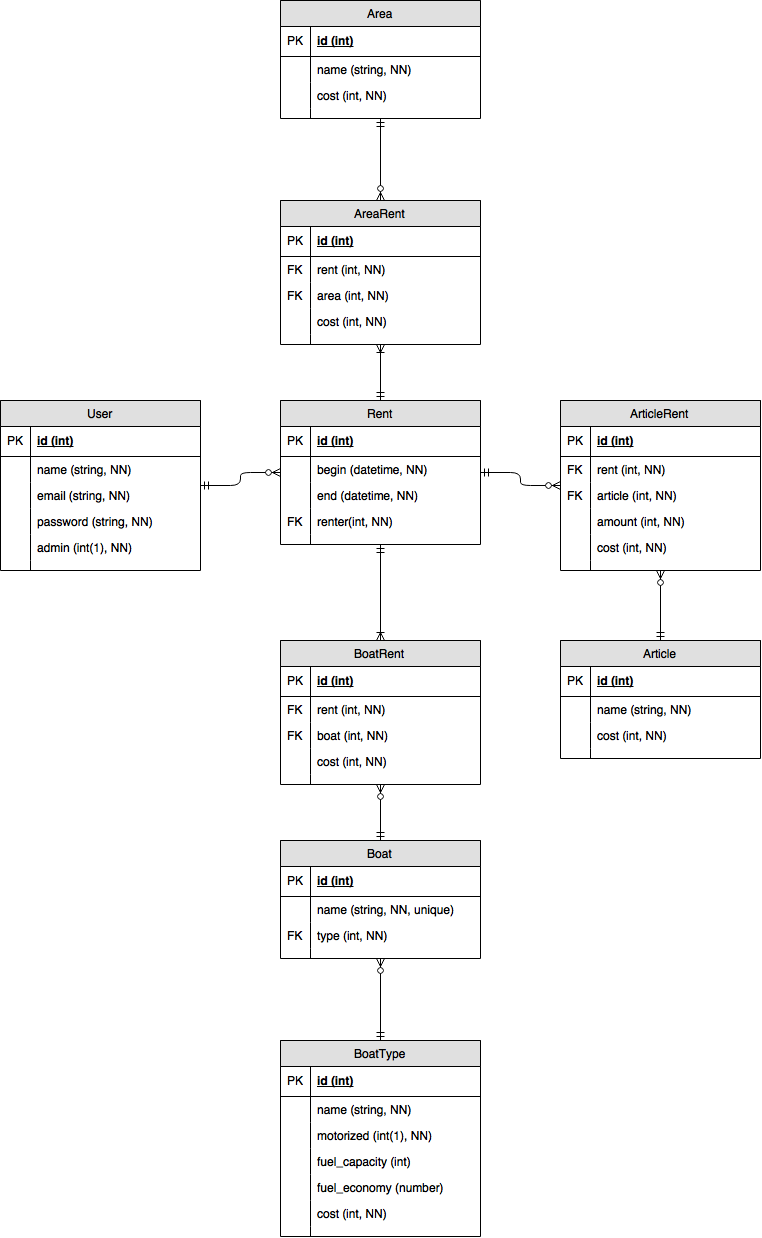 Area
PK id (int)
name (string, NN)
cost (int, NN)
AreaRent
PK id (int)
FK rent (int, NN)
FK area (int, NN)
cost (int, NN)
User
PK id (int)
name (string, NN)
email (string, NN)
password (string, NN)
admin (int(1), NN)
Rent
PK id (int)
begin (datetime, NN)
end (datetime, NN)
FK renter(int, NN)
ArticleRent
PK id (int)
FK rent (int, NN)
FK article (int, NN)
amount (int, NN)
cost (int, NN)
BoatRent
PK id (int)
FK rent (int, NN)
FK boat (int, NN)
cost (int, NN)
Article
PK id (int)
name (string, NN)
cost (int, NN)
Boat
PK id (int)
name (string, NN, unique)
FK type (int, NN)
BoatType
PK id (int)
name (string, NN)
motorized (int(1), NN)
fuel_capacity (int)
fuel_economy (number)
cost (int, NN)